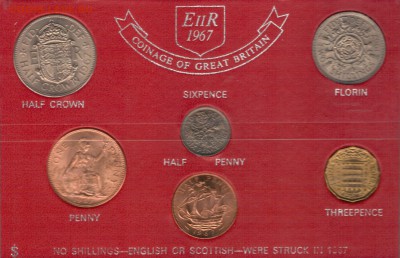 EIIR
1967
COINAGE OF GREAT BRITAIN
HALF CROWN
SIXPENCE
FLORIN
HALF PENNY
PENNY
THREEPENCE
NO SHILLINGS—ENGLISH OR SCOTTISH—WERE STRUCK IN 1967